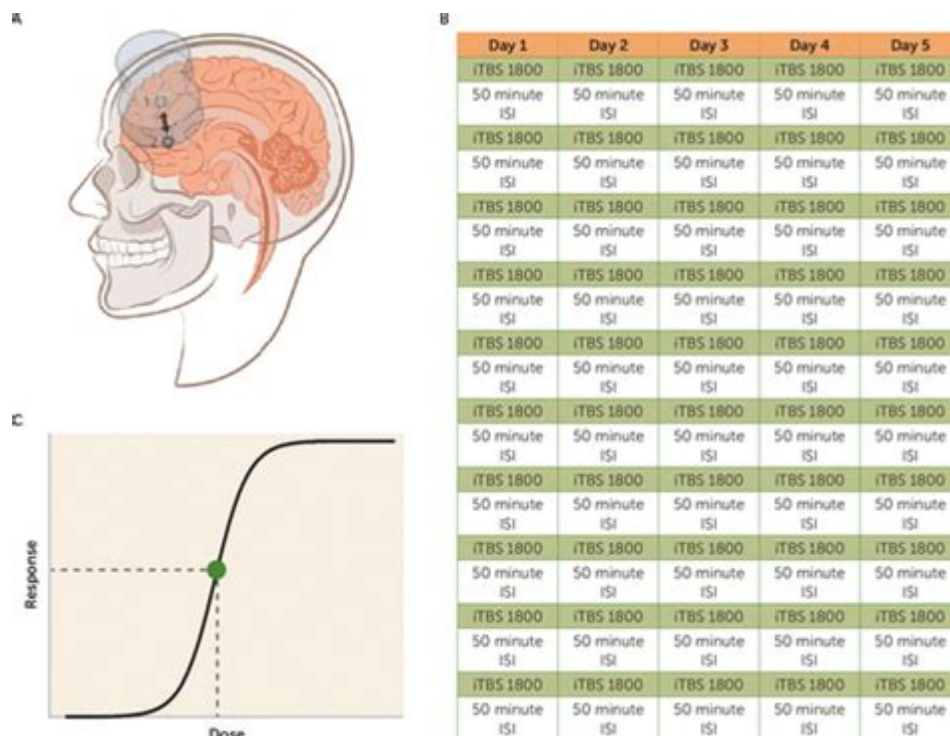 A
1
2
B
Day 1 Day 2 Day 3 Day 4 Day 5
iTBS 1800 iTBS 1800 iTBS 1800 iTBS 1800 iTBS 1800
50 minute 50 minute 50 minute 50 minute 50 minute
ISI ISI ISI ISI ISI
iTBS 1800 iTBS 1800 iTBS 1800 iTBS 1800 iTBS 1800
50 minute 50 minute 50 minute 50 minute 50 minute
ISI ISI ISI ISI ISI
iTBS 1800 iTBS 1800 iTBS 1800 iTBS 1800 iTBS 1800
50 minute 50 minute 50 minute 50 minute 50 minute
ISI ISI ISI ISI ISI
iTBS 1800 iTBS 1800 iTBS 1800 iTBS 1800 iTBS 1800
50 minute 50 minute 50 minute 50 minute 50 minute
ISI ISI ISI ISI ISI
iTBS 1800 iTBS 1800 iTBS 1800 iTBS 1800 iTBS 1800
50 minute 50 minute 50 minute 50 minute 50 minute
ISI ISI ISI ISI ISI
iTBS 1800 iTBS 1800 iTBS 1800 iTBS 1800 iTBS 1800
50 minute 50 minute 50 minute 50 minute 50 minute
ISI ISI ISI ISI ISI
iTBS 1800 iTBS 1800 iTBS 1800 iTBS 1800 iTBS 1800
50 minute 50 minute 50 minute 50 minute 50 minute
ISI ISI ISI ISI ISI
iTBS 1800 iTBS 1800 iTBS 1800 iTBS 1800 iTBS 1800
50 minute 50 minute 50 minute 50 minute 50 minute
ISI ISI ISI ISI ISI
iTBS 1800 iTBS 1800 iTBS 1800 iTBS 1800 iTBS 1800
50 minute 50 minute 50 minute 50 minute 50 minute
ISI ISI ISI ISI ISI
iTBS 1800 iTBS 1800 iTBS 1800 iTBS 1800 iTBS 1800
50 minute 50 minute 50 minute 50 minute 50 minute
ISI ISI ISI ISI ISI
C
Response
Dose